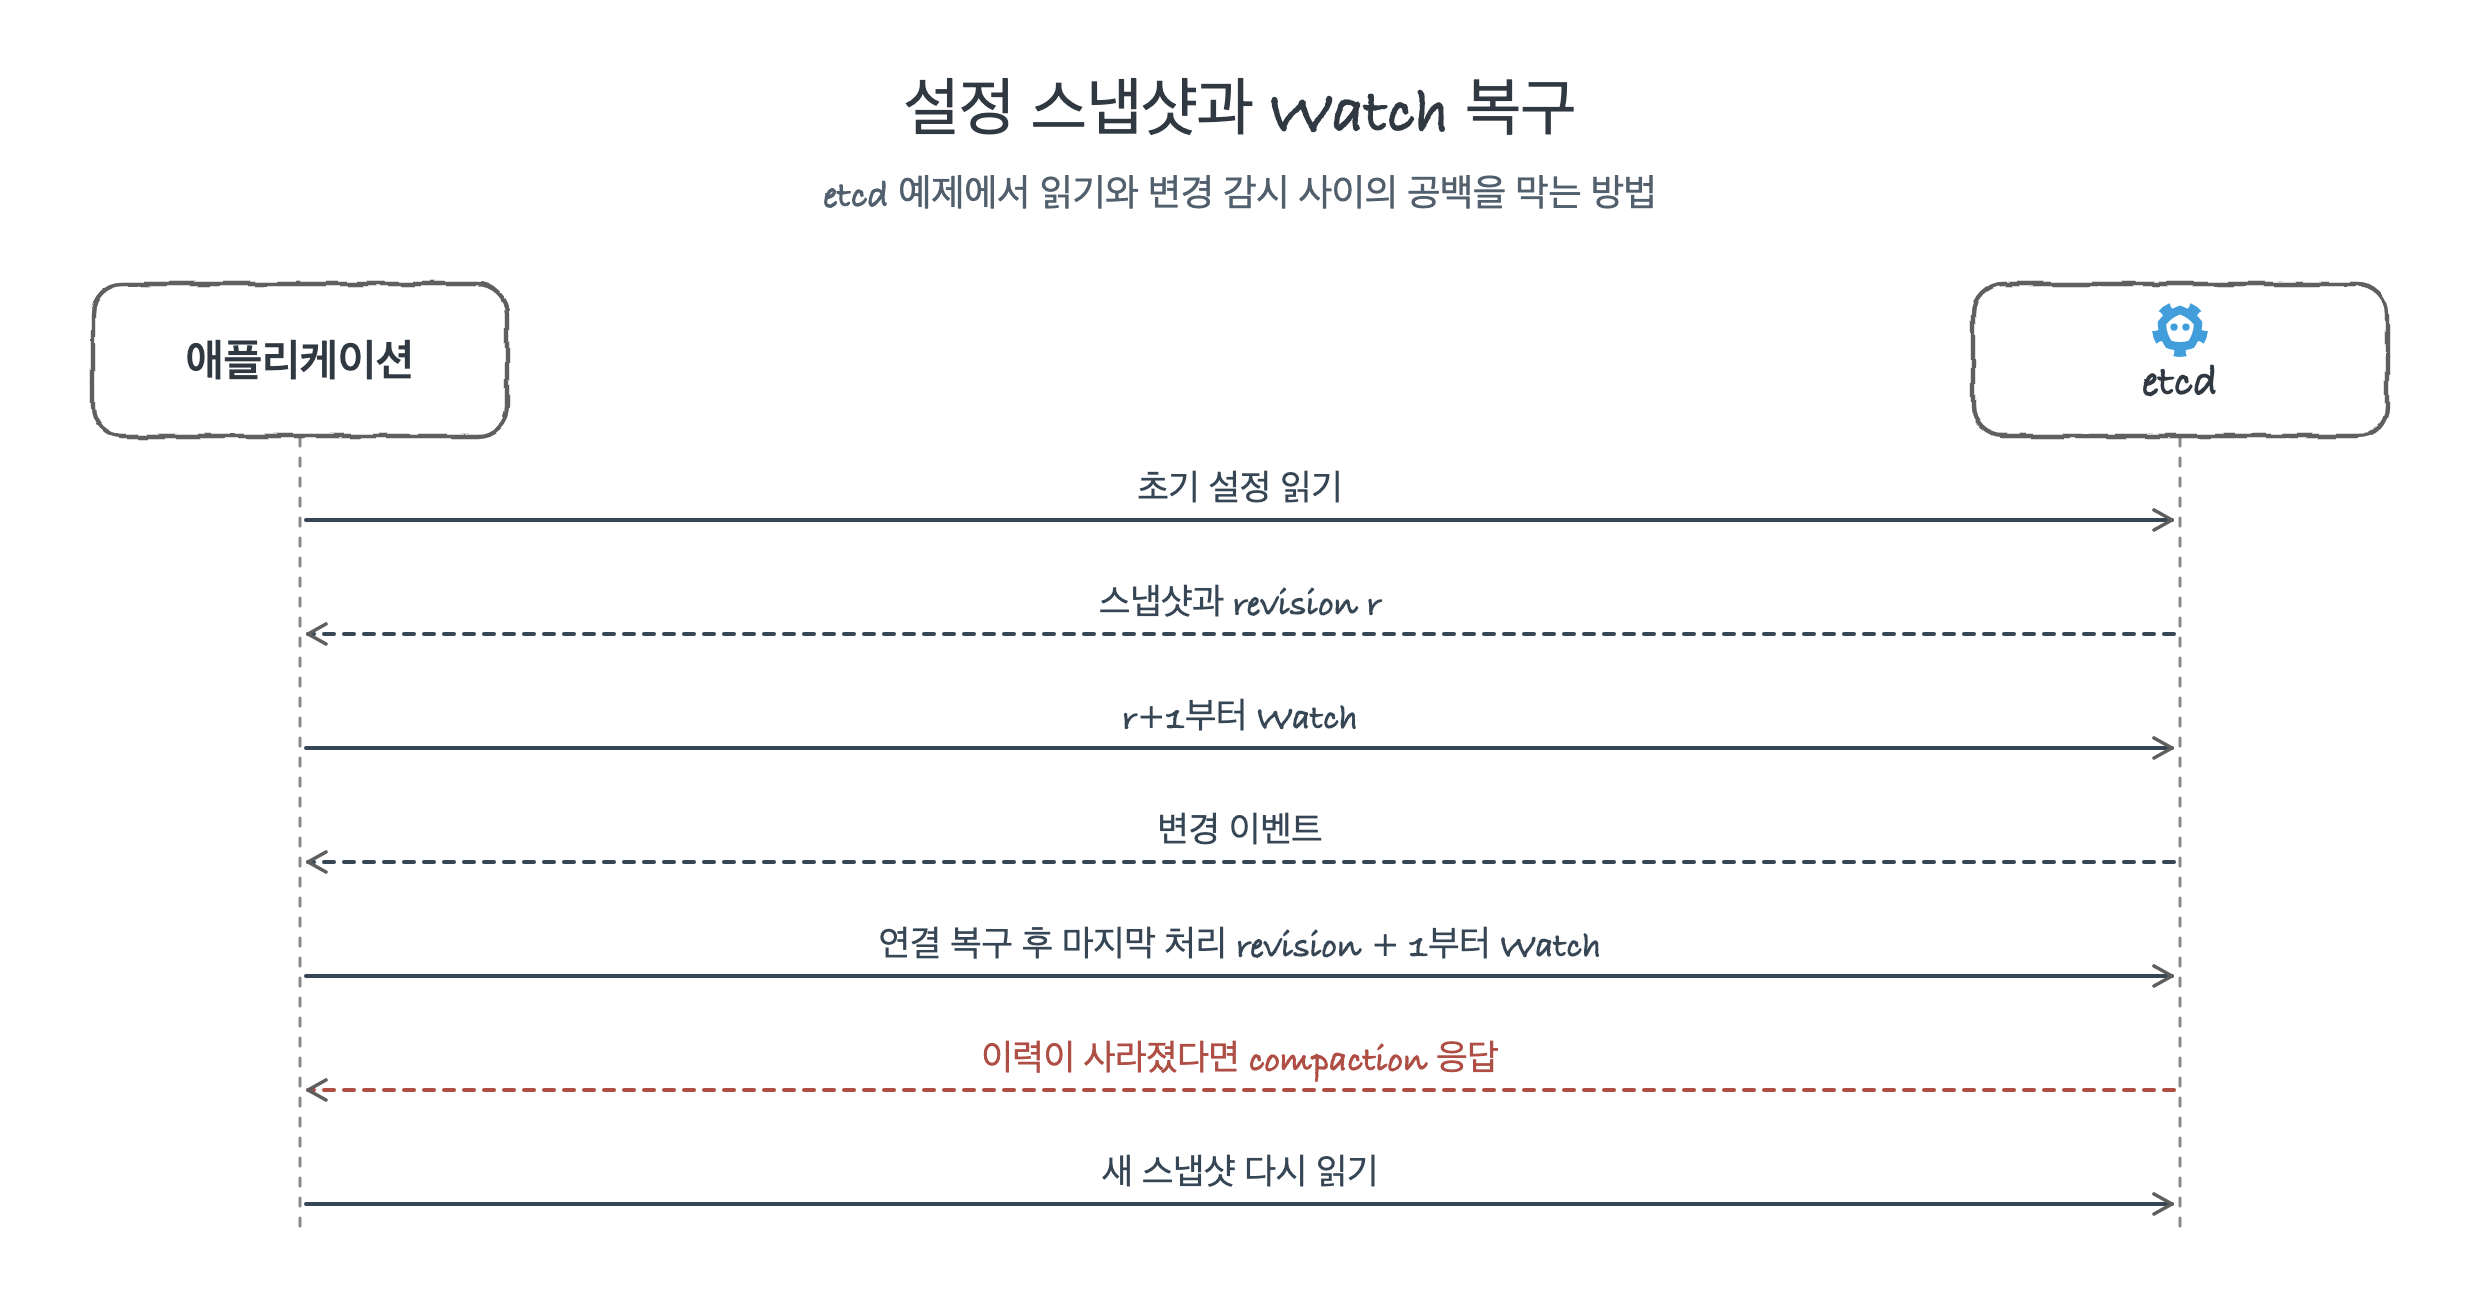 설정 스냅샷과 Watch 복구
etcd 예제에서 읽기와 변경 감시 사이의 공백을 막는 방법
애플리케이션
etcd
초기 설정 읽기
스냅샷과 revision r
r+1부터 Watch
변경 이벤트
연결 복구 후 마지막 처리 revision + 1부터 Watch
이력이 사라졌다면 compaction 응답
새 스냅샷 다시 읽기